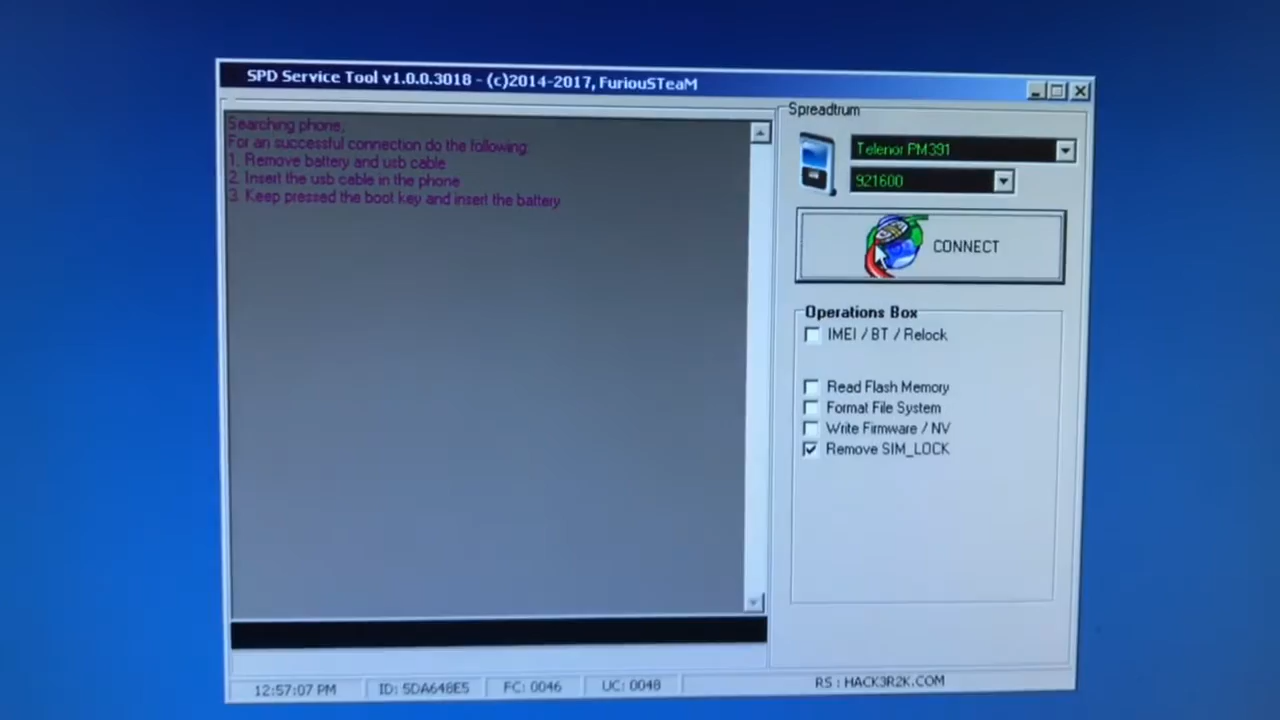 SPD Service Tool v1.0.0.3018 - (c)2014-2017, FuriouSTeaM
Searching phone,
For an successful connection do the following:
1. Remove battery and usb cable
2. Insert the usb cable in the phone
3. Keep pressed the boot key and insert the battery
Spreadtrum
Telenor PM391
921600
CONNECT
Operations Box
IMEI / BT / Relock
Read Flash Memory
Format File System
Write Firmware / NV
Remove SIM_LOCK
12:57:07 PM
ID: 5DA648E5
FC: 0046
UC: 0048
RS : HACK3R2K.COM